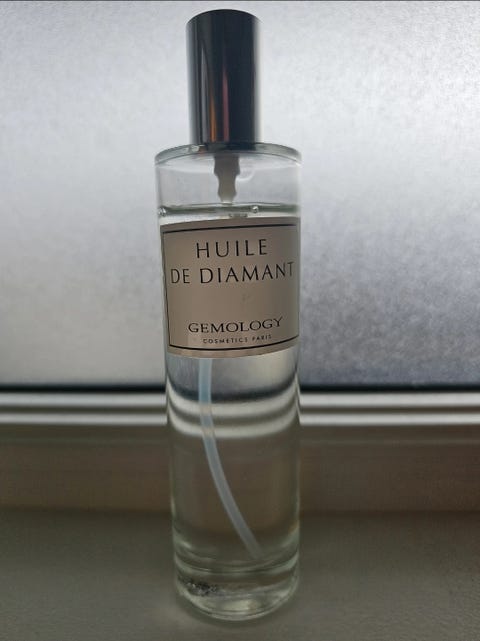 HUILE
DE DIAMANT
GEMOLOGY
COSMETICS PARIS